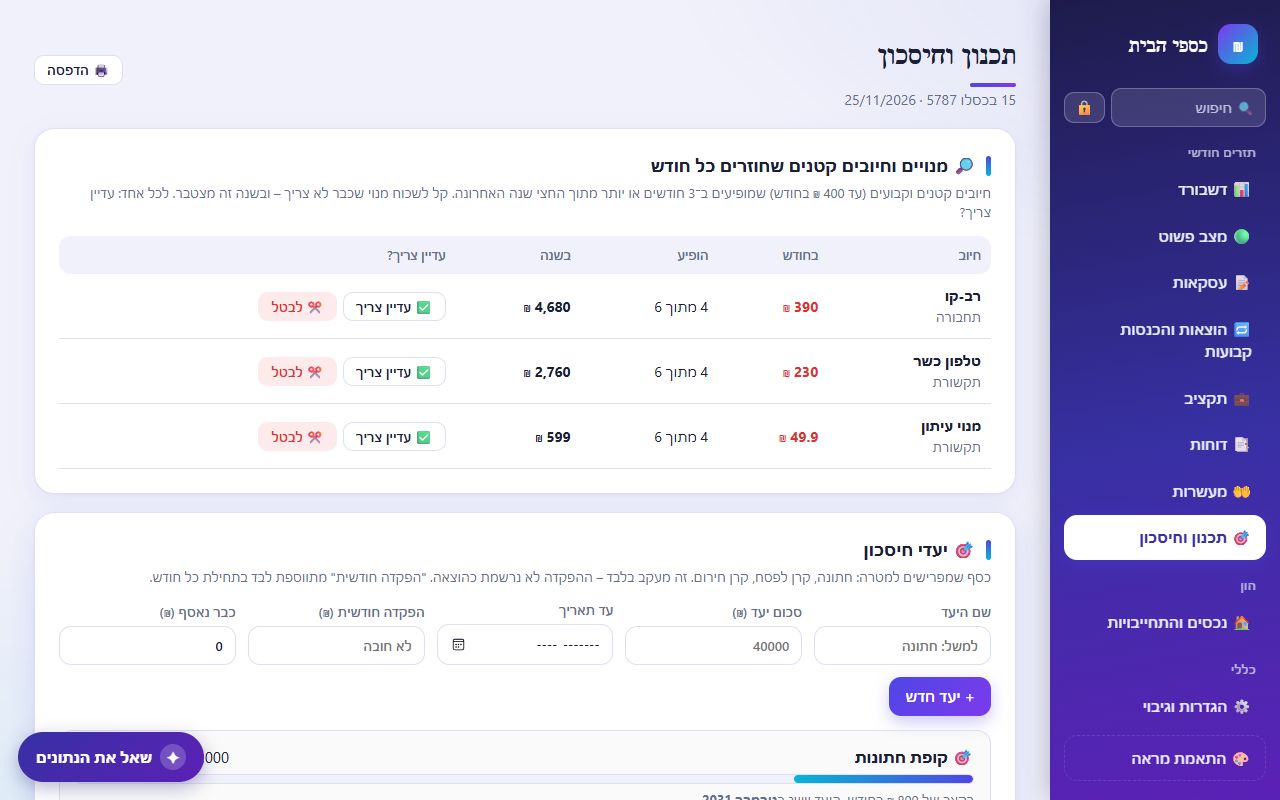 כספי הבית
חיפוש
תזרים חודשי
דשבורד
מצב פשוט
עסקאות
הוצאות והכנסות קבועות
תקציב
דוחות
מעשרות
תכנון וחיסכון
הון
נכסים והתחייבויות
כללי
הגדרות וגיבוי
התאמת מראה
תכנון וחיסכון
15 בכסלו 5787 · 25/11/2026
הדפסה
מנויים וחיובים קטנים שחוזרים כל חודש
חיובים קטנים וקבועים (עד 400 ₪ בחודש) שמופיעים ב־3 חודשים או יותר מתוך החצי שנה האחרונה. קל לשכוח מנוי שכבר לא צריך – ובשנה זה מצטבר. לכל אחד: עדיין
צריך?
חיוב בחודש הופיע בשנה עדיין צריך?
רב-קו 390 ₪ 4 מתוך 6 4,680 ₪ עדיין צריך לבטל
תחבורה
טלפון כשר 230 ₪ 4 מתוך 6 2,760 ₪ עדיין צריך לבטל
תקשורת
מנוי עיתון 49.9 ₪ 4 מתוך 6 599 ₪ עדיין צריך לבטל
תקשורת
יעדי חיסכון
כסף שמפרישים למטרה: חתונה, קרן לפסח, קרן חירום. זה מעקב בלבד – ההפקדה לא נרשמת כהוצאה. "הפקדה חודשית" מתווספת לבד בתחילת כל חודש.
שם היעד סכום יעד (₪) עד תאריך הפקדה חודשית (₪) כבר נאסף (₪)
למשל: חתונה 40000 ------- ---- לא חובה 0
+ יעד חדש
קופת חתונות
שאל את הנתונים